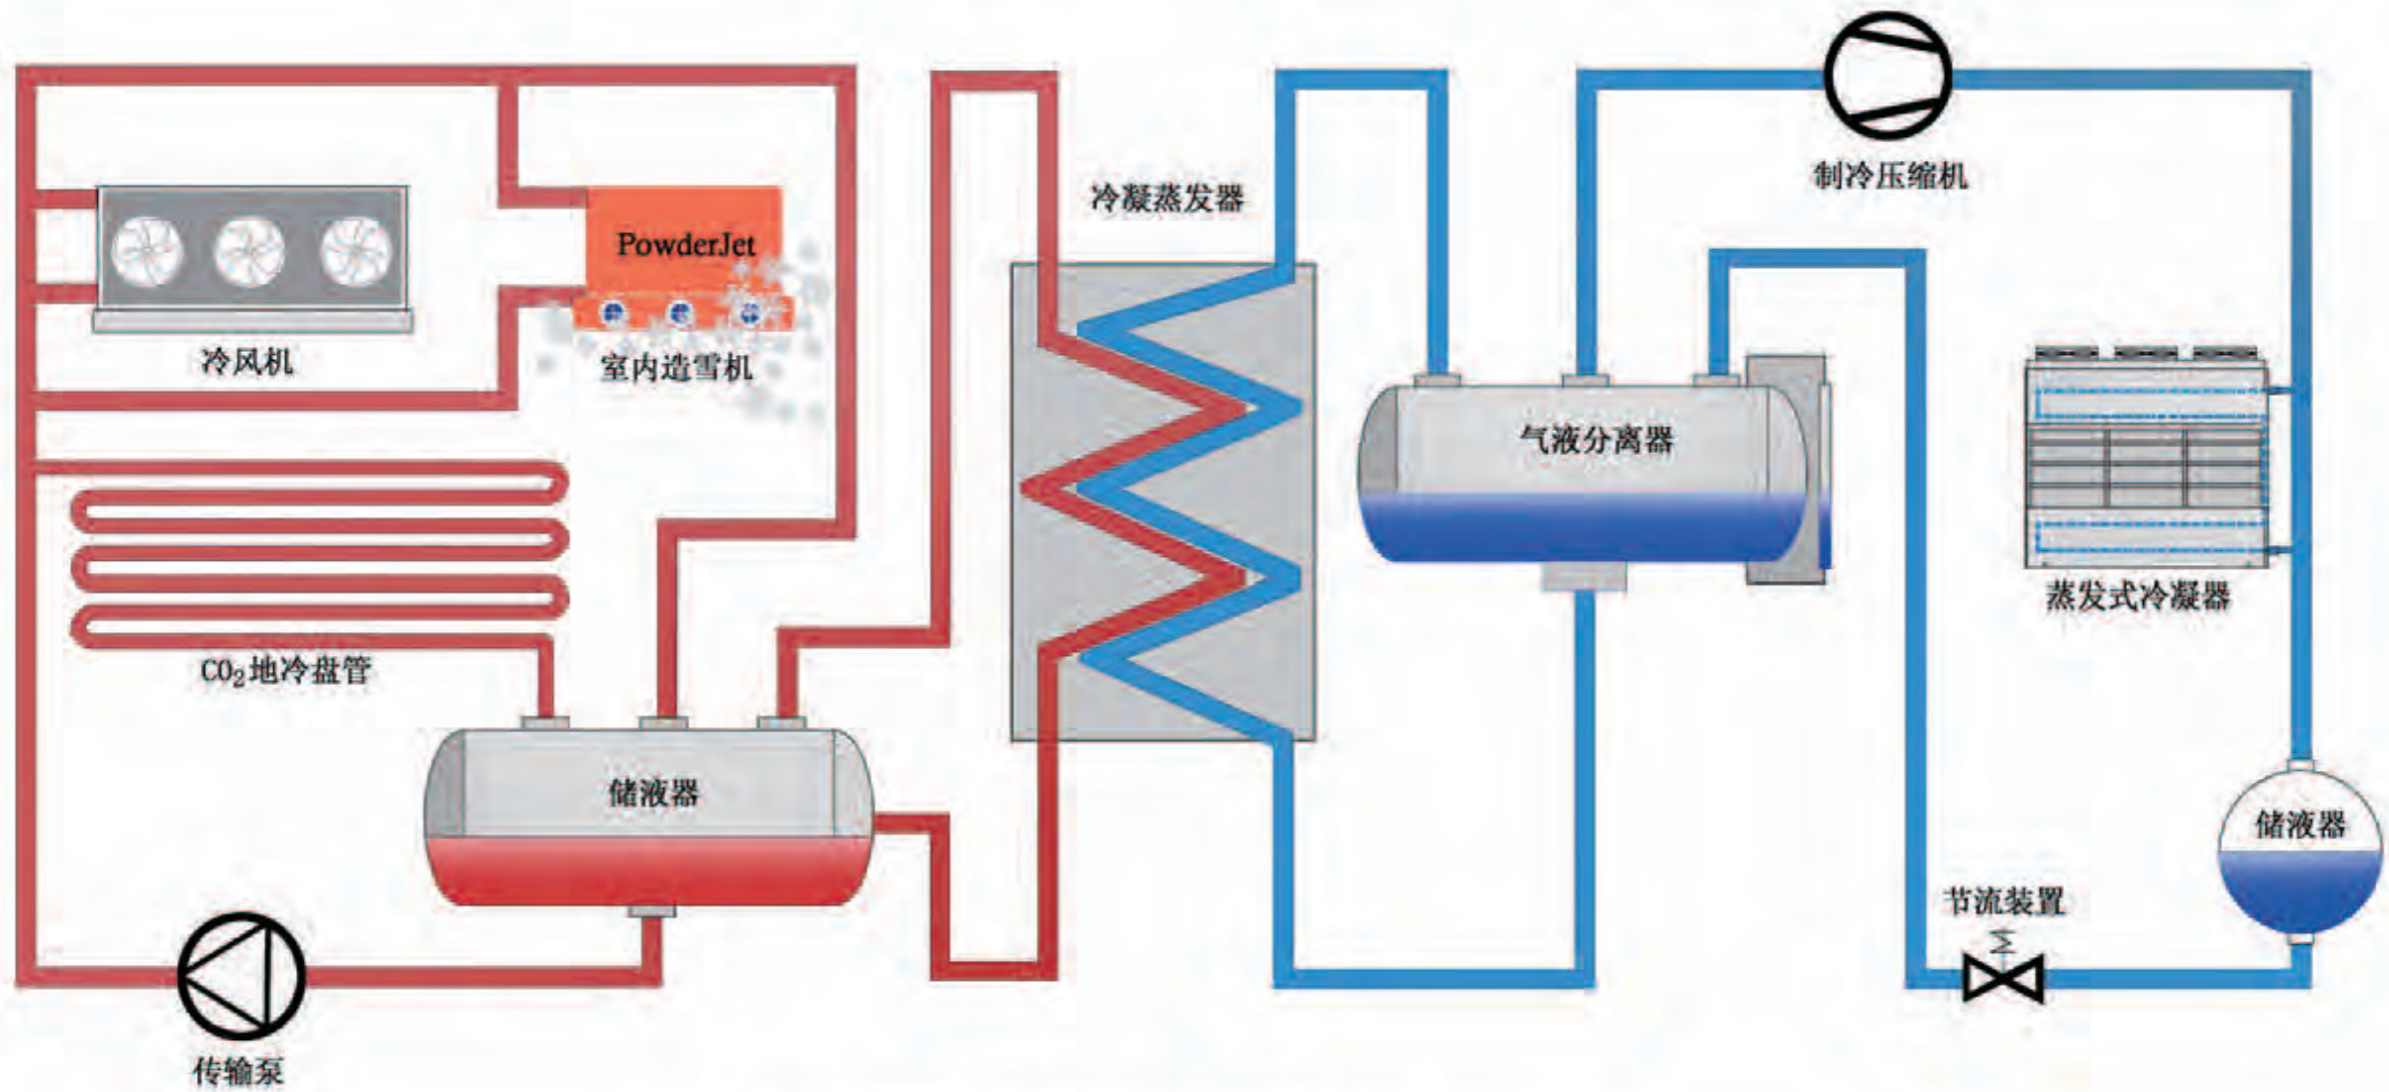 制冷压缩机
冷凝蒸发器
PowderJet
冷风机
室内造雪机
气液分离器
蒸发式冷凝器
CO₂地冷盘管
储液器
储液器
节流装置
传输泵